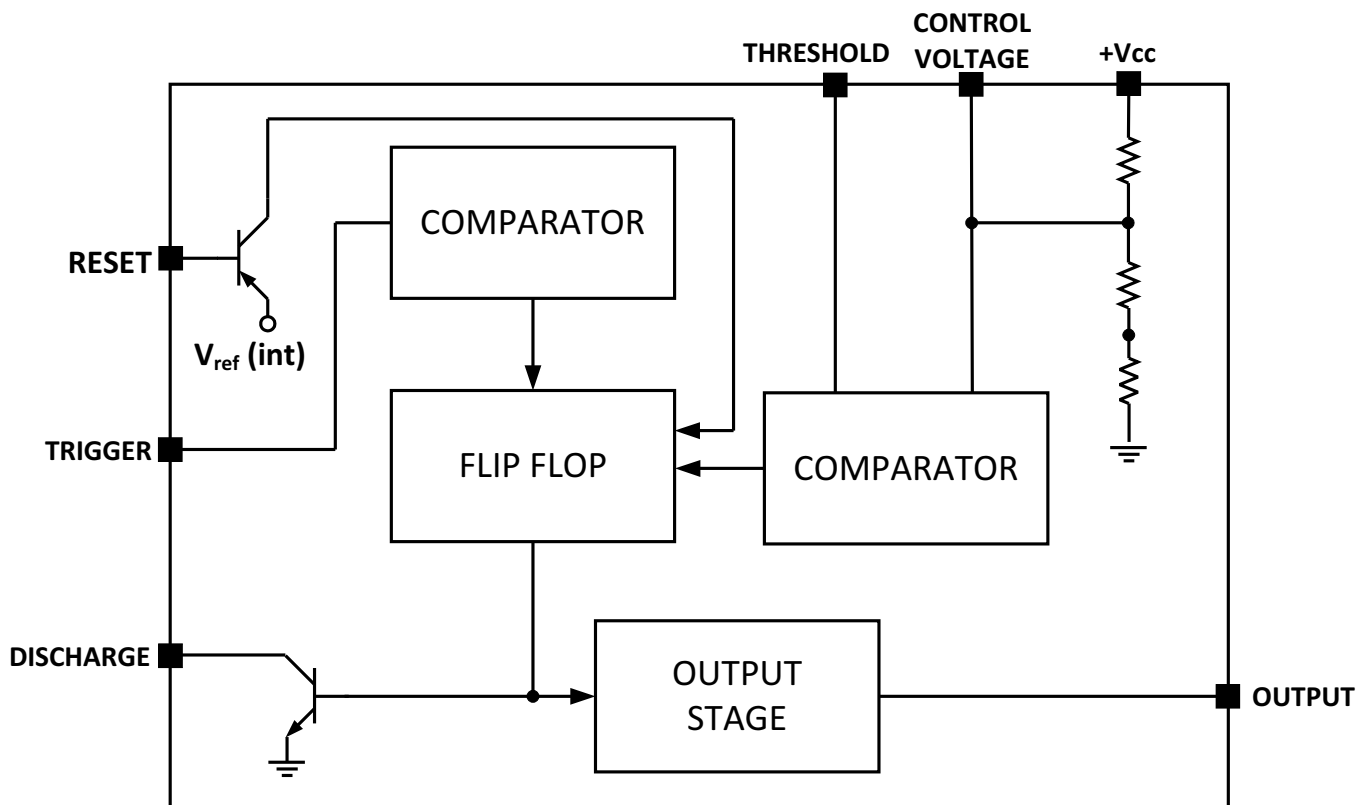 CONTROL
VOLTAGE
THRESHOLD
+Vcc
COMPARATOR
RESET
Vref (int)
TRIGGER
FLIP FLOP
COMPARATOR
DISCHARGE
OUTPUT
STAGE
OUTPUT